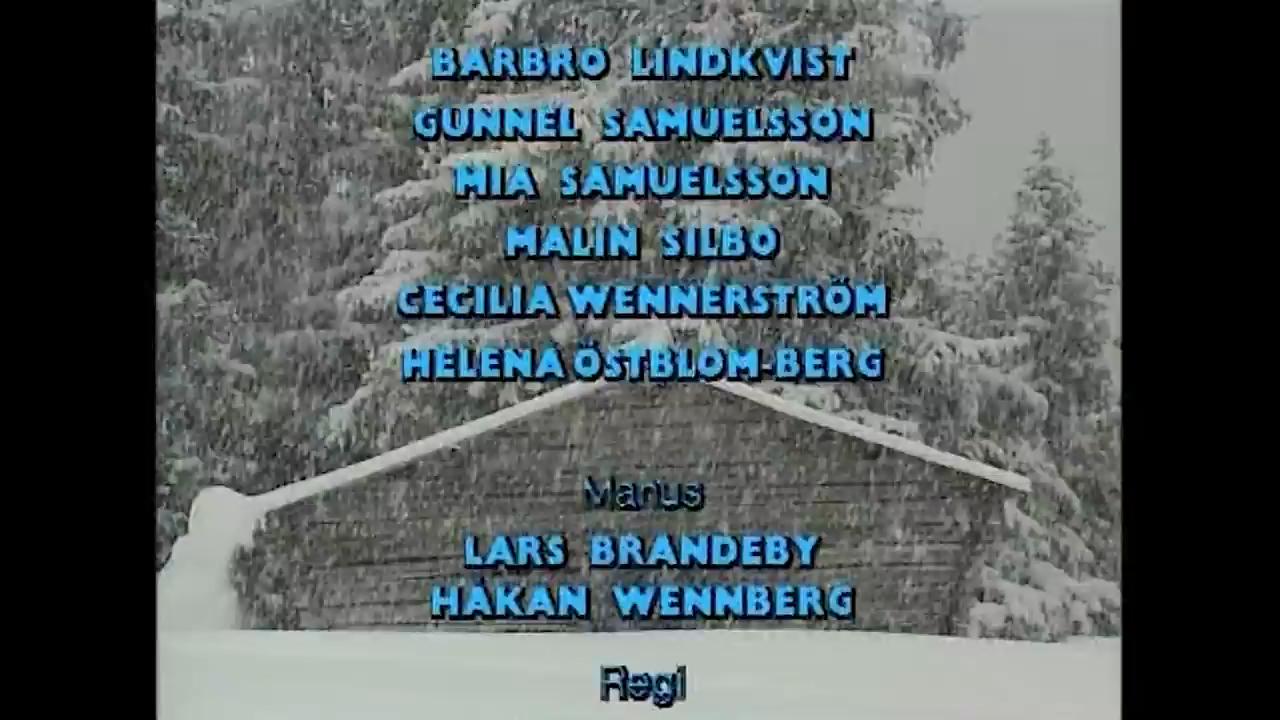 BARBRO LINDKVIST
GUNNEL SAMUELSSON
MIA SAMUELSSON
MALIN SILBO
CECILIA WENNERSTRÖM
HELENA ÖSTBLOM-BERG
Manus
LARS BRANDEBY
HÅKAN WENNBERG
Regi